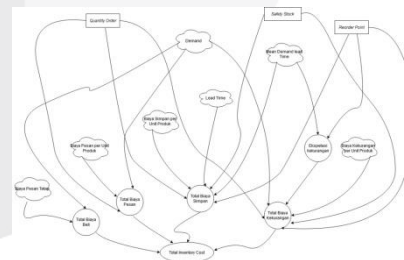 Quantity Order
Safety Stock
Reorder Point
Demand
Mean Demand lead
Time
Lead Time
Biaya Simpan per
Unit Produk
Biaya Pesan per Unit
Produk
Ekspektasi
Kekurangan
Biaya Kekurangan
per Unit Produk
Biaya Pesan Tetap
Total Biaya
Beli
Total Biaya
Pesan
Total Biaya
Simpan
Total Biaya
Kekurangan
Total Inventory Cost